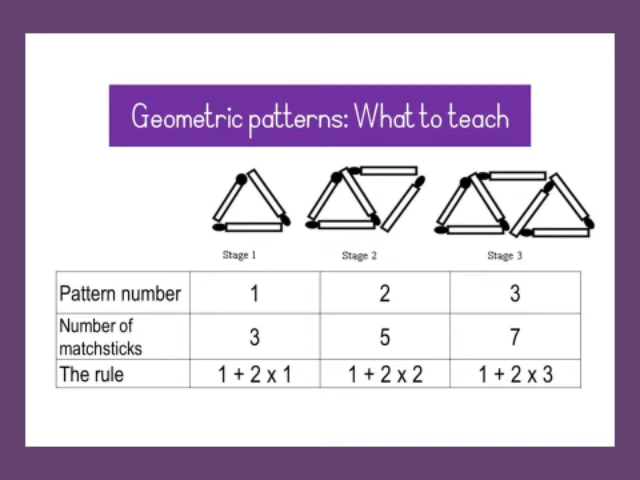 Geometric patterns: What to teach
Stage 1 Stage 2 Stage 3
Pattern number 1 2 3
Number of
matchsticks 3 5 7
The rule 1 + 2 x 1 1 + 2 x 2 1 + 2 x 3